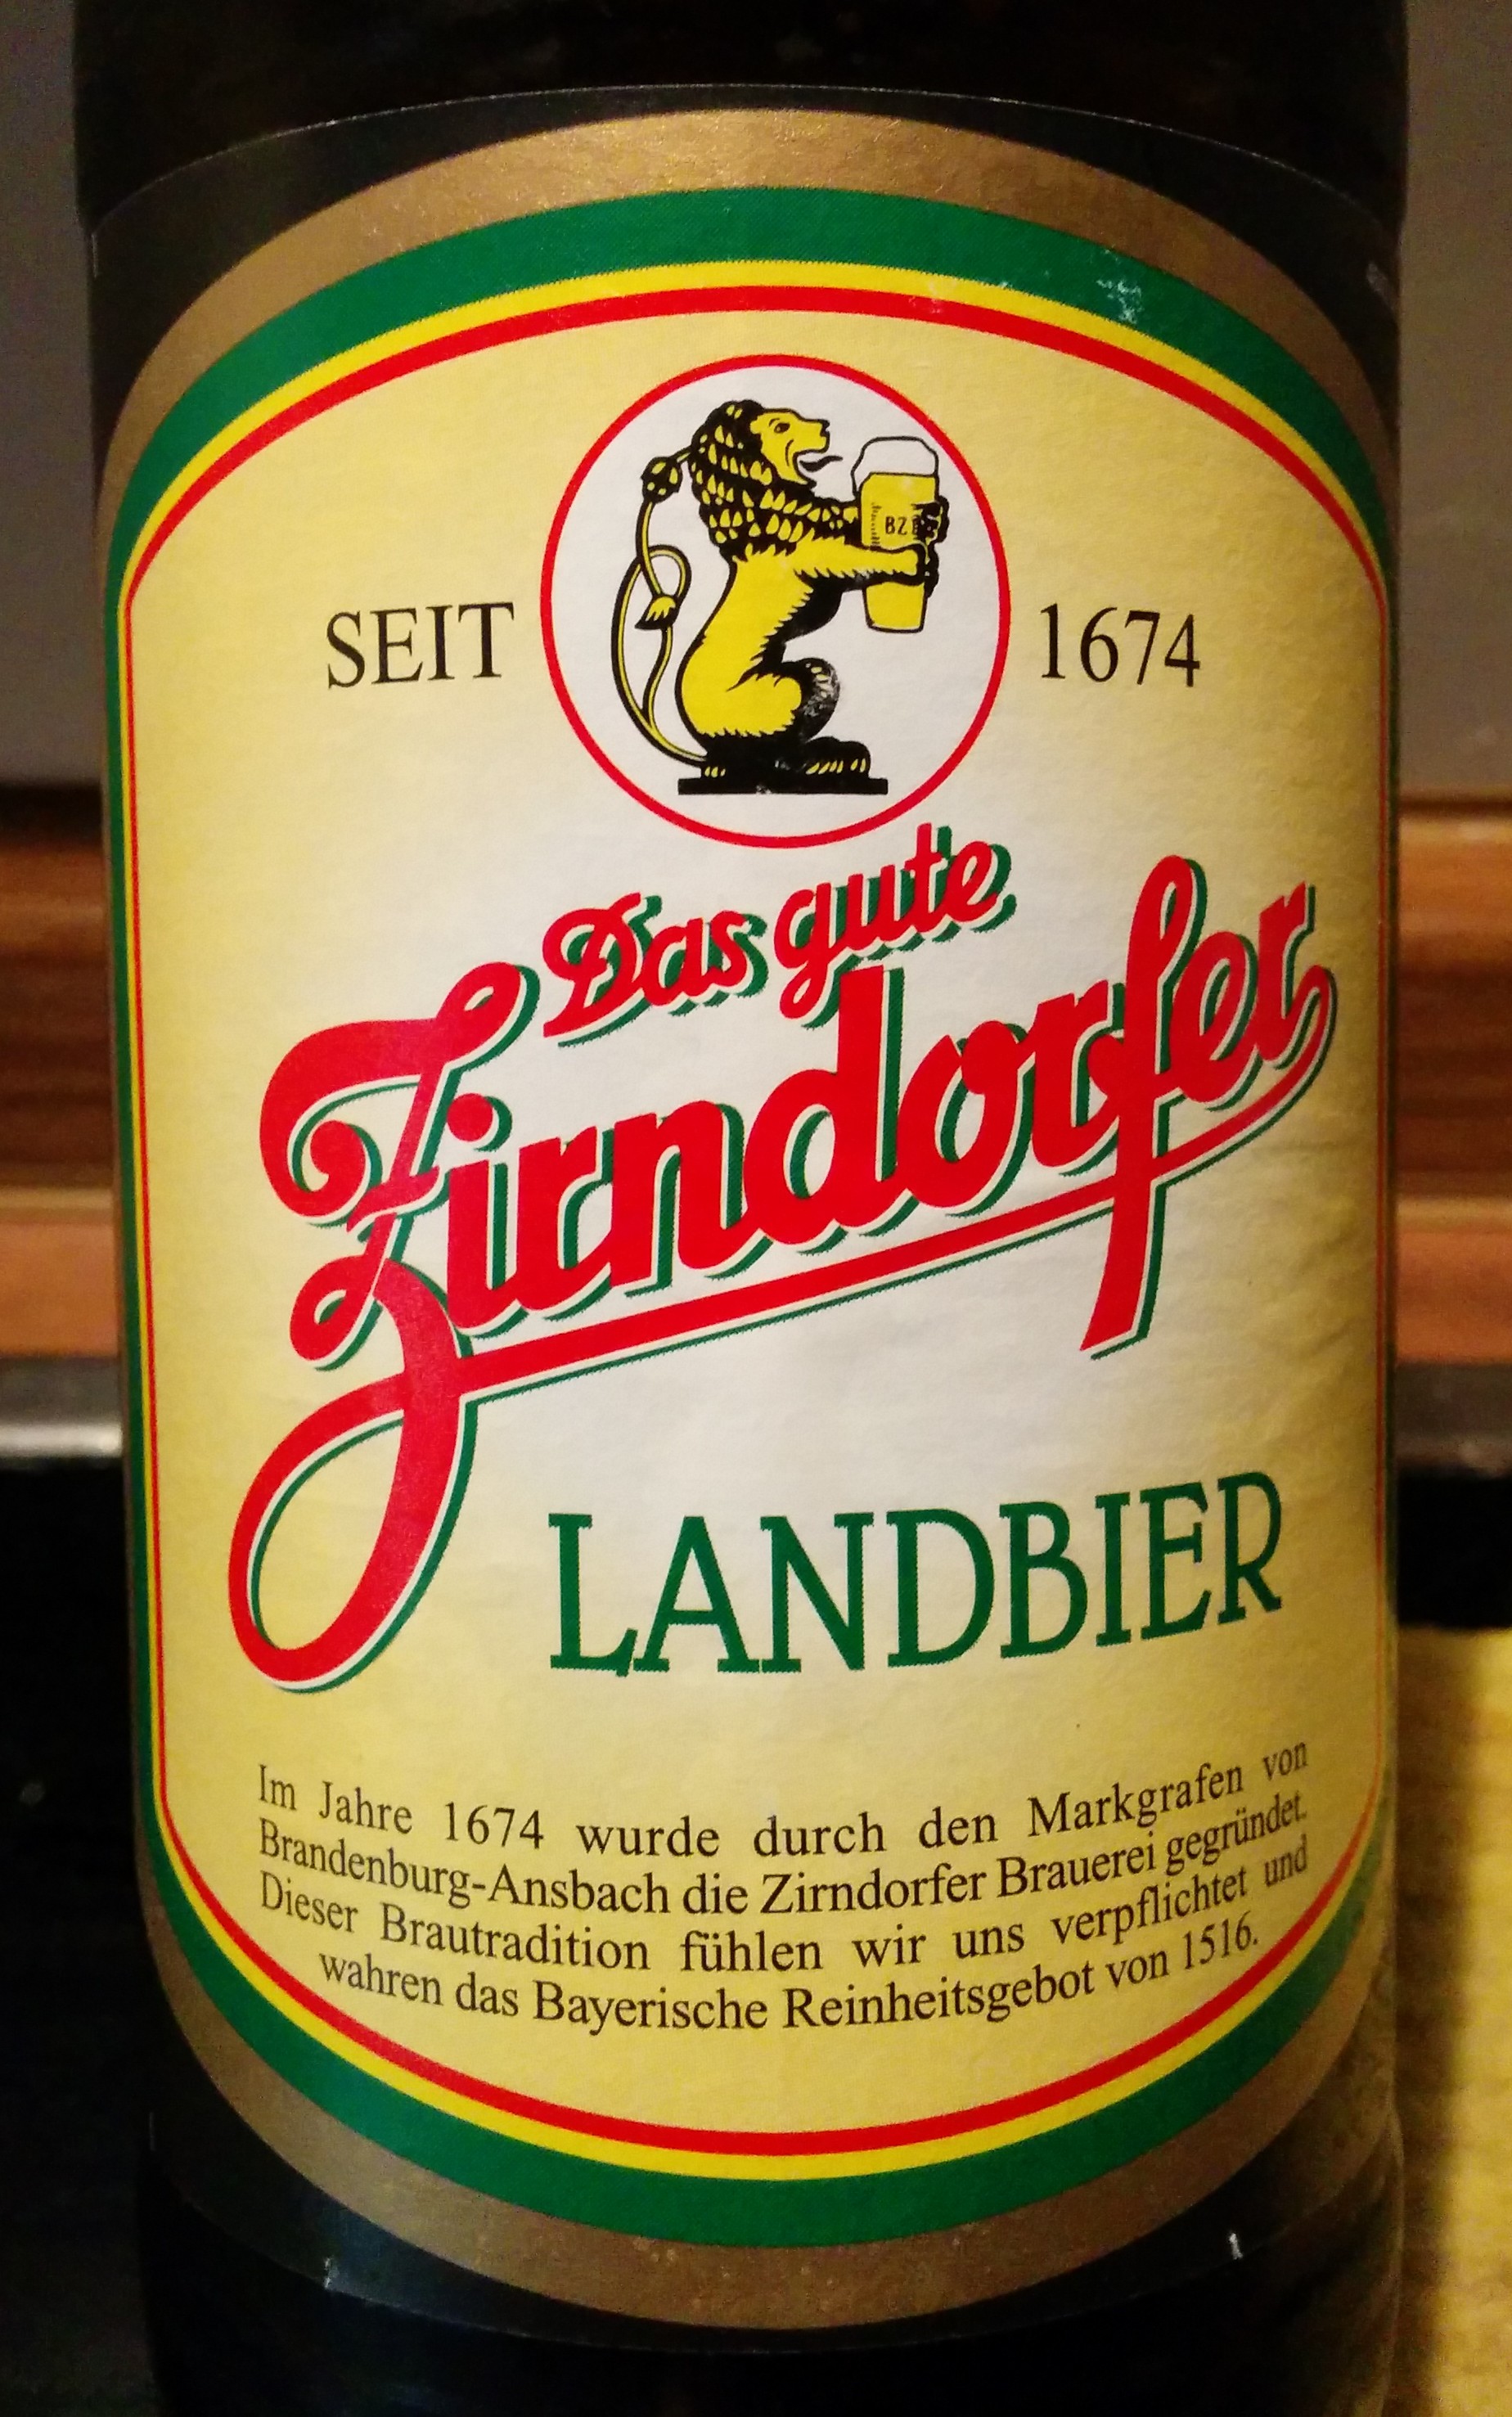 SEIT 1674
Das gute
Zirndorfer
LANDBIER
Im Jahre 1674 wurde durch den Markgrafen von
Brandenburg-Ansbach die Zirndorfer Brauerei gegründet.
Dieser Brautradition fühlen wir uns verpflichtet und
wahren das Bayerische Reinheitsgebot von 1516.